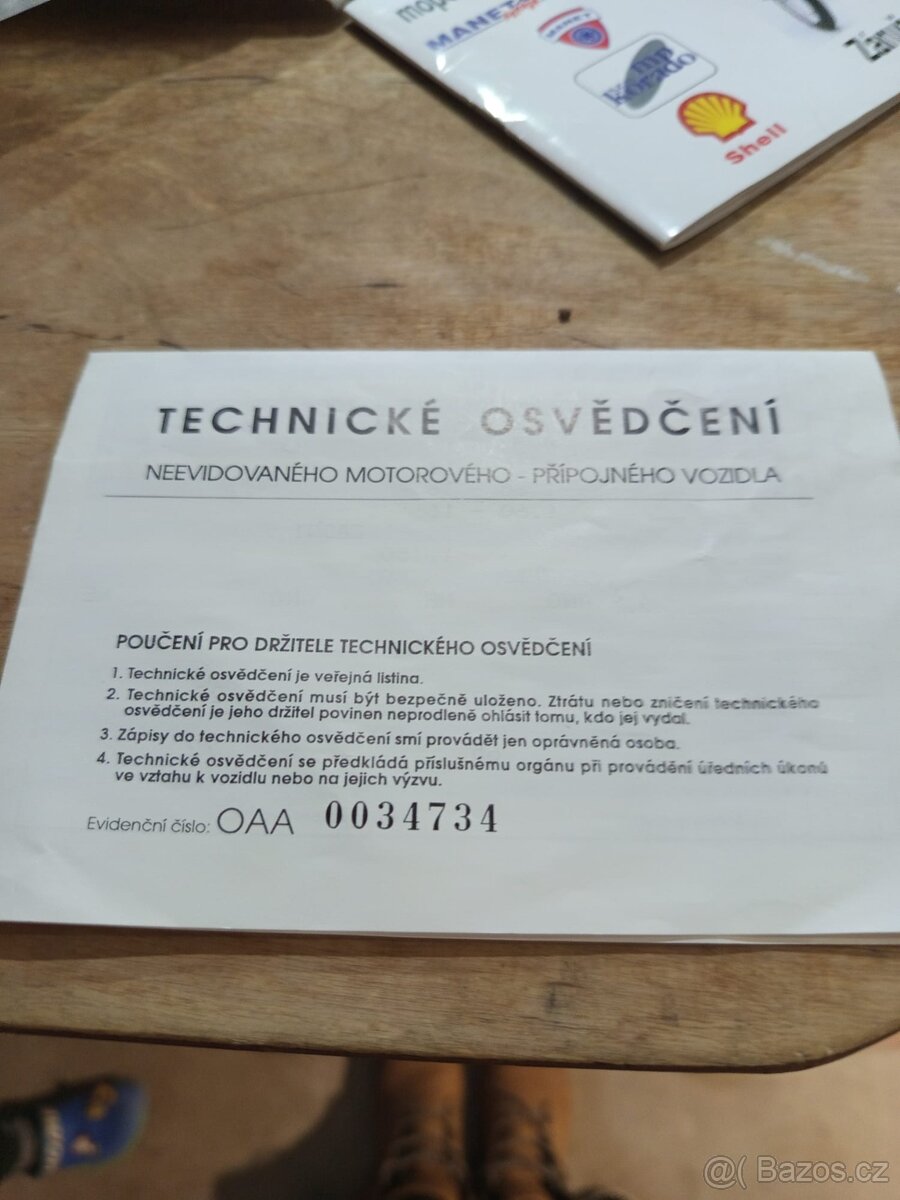 MANET
Korado
Shell
TECHNICKÉ OSVĚDČENÍ
NEEVIDOVANÉHO MOTOROVÉHO - PŘÍPOJNÉHO VOZIDLA
POUČENÍ PRO DRŽITELE TECHNICKÉHO OSVĚDČENÍ
1. Technické osvědčení je veřejná listina.
2. Technické osvědčení musí být bezpečně uloženo. Ztrátu nebo zničení technického
osvědčení je jeho držitel povinen neprodleně ohlásit tomu, kdo jej vydal.
3. Zápisy do technického osvědčení smí provádět jen oprávněná osoba.
4. Technické osvědčení se předkládá příslušnému orgánu při provádění úředních úkonů
ve vztahu k vozidlu nebo na jejich výzvu.
Evidenční číslo: OAA 0034734
@( Bazos.cz